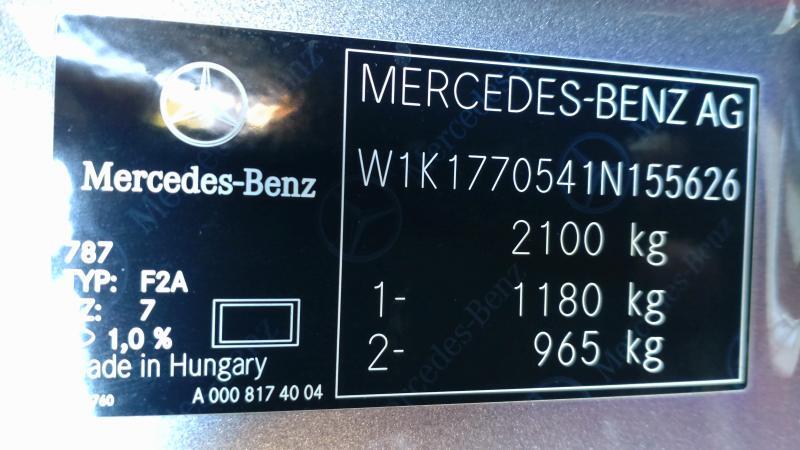 Mercedes-Benz
787
TYP: F2A
Z: 7
1,0 %
ade in Hungary
760
A 000 817 40 04
MERCEDES-BENZ AG
W1K1770541N155626
2100 kg
1- 1180 kg
2- 965 kg